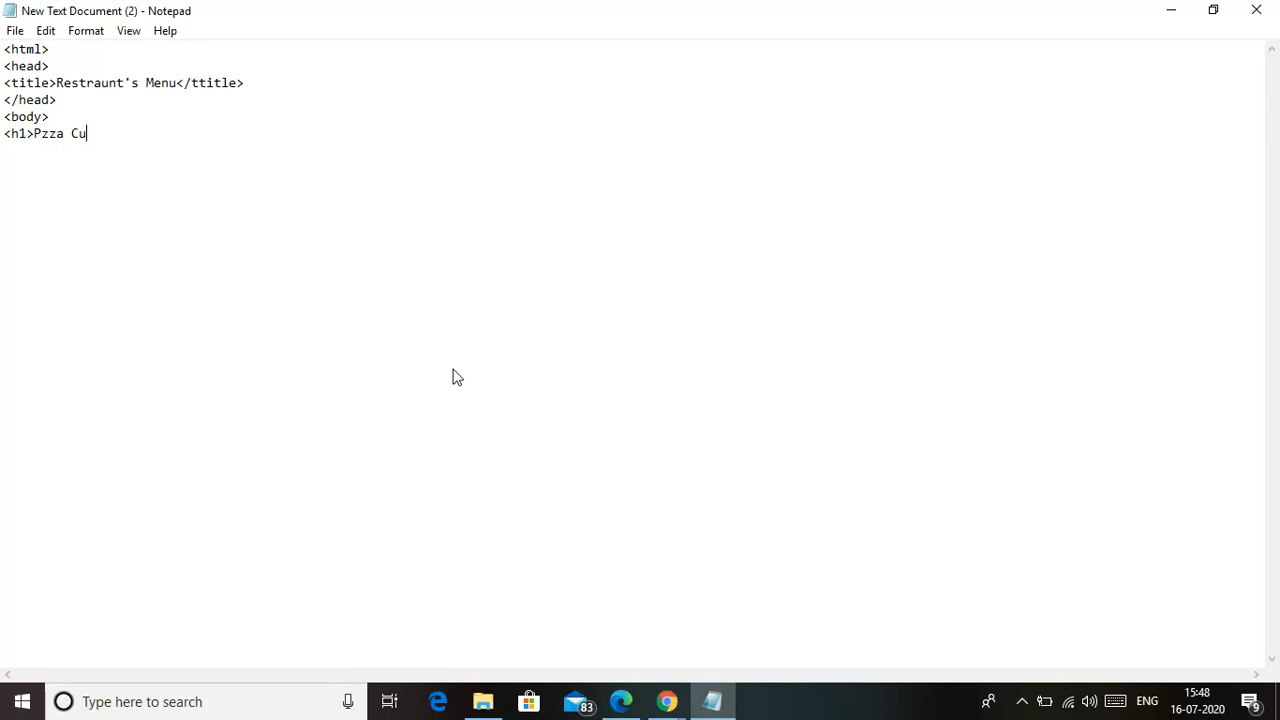 New Text Document (2) - Notepad
File Edit Format View Help
<html>
<head>
<title>Restraunt's Menu</ttitle>
</head>
<body>
<h1>Pzza Cu
Type here to search
83
ENG
15:48
16-07-2020
9